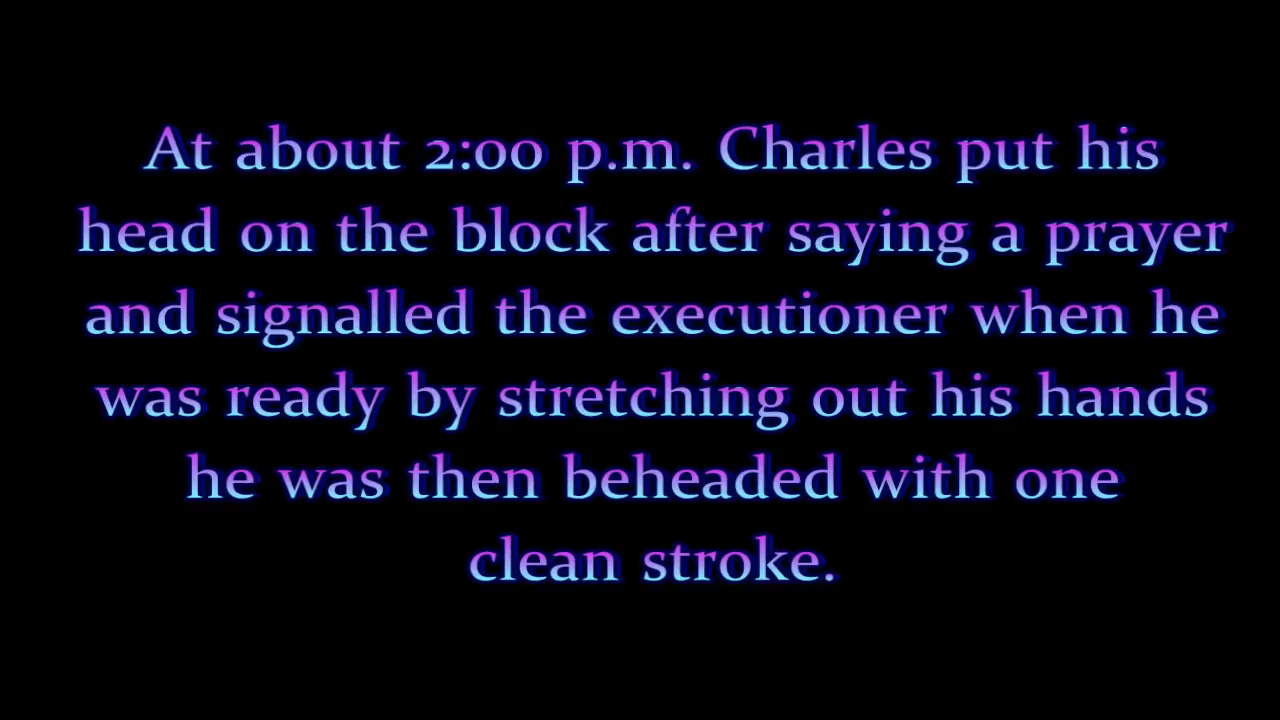 At about 2:00 p.m. Charles put his
head on the block after saying a prayer
and signalled the executioner when he
was ready by stretching out his hands
he was then beheaded with one
clean stroke.